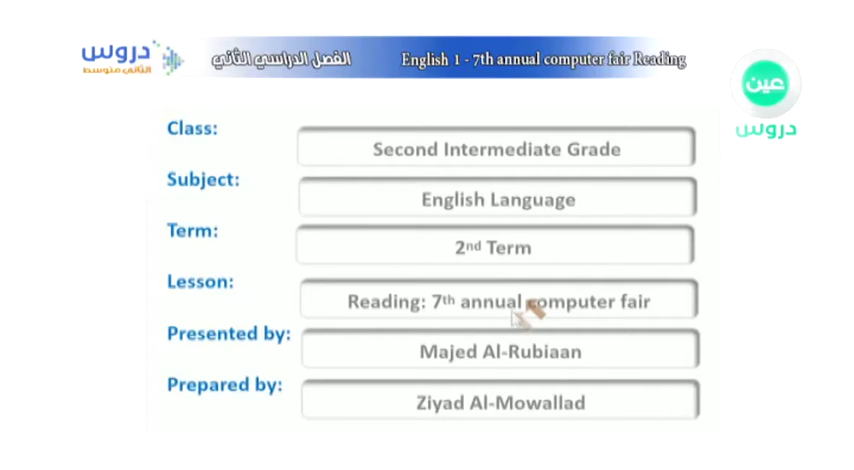 دروس
الثاني متوسط
الفصل الدراسي الثاني
English 1 - 7th annual computer fair Reading
عين
دروس
Class:
Second Intermediate Grade
Subject:
English Language
Term:
2nd Term
Lesson:
Reading: 7th annual computer fair
Presented by:
Majed Al-Rubiaan
Prepared by:
Ziyad Al-Mowallad